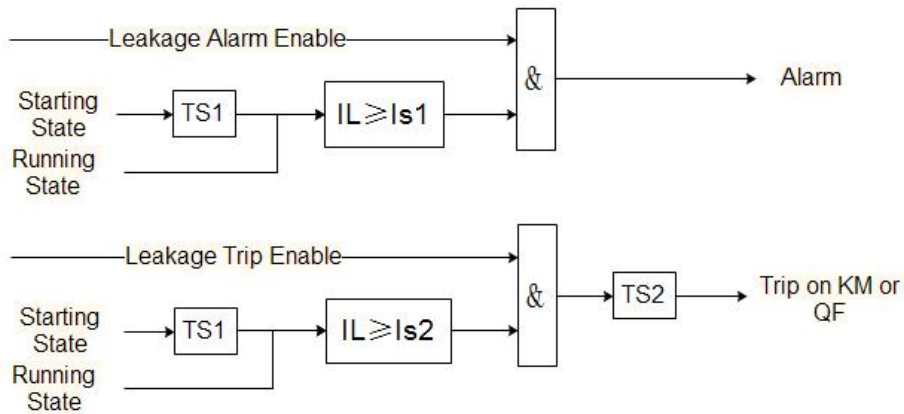 Leakage Alarm Enable
&
Alarm
Starting
State
TS1
IL≥Is1
Running
State
Leakage Trip Enable
&
TS2
Trip on KM or
QF
Starting
State
TS1
IL≥Is2
Running
State